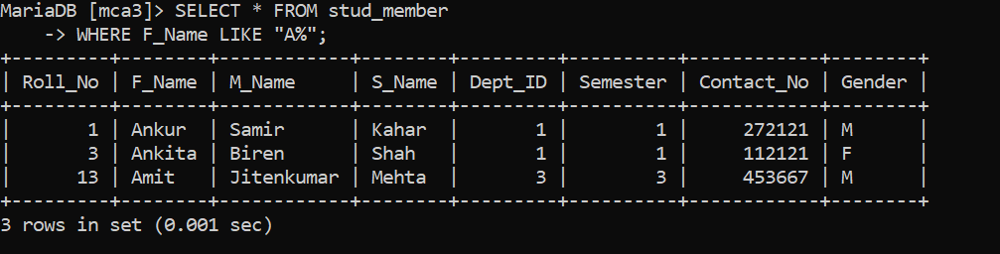 MariaDB [mca3]> SELECT * FROM stud_member
    -> WHERE F_Name LIKE "A%";
+---------+--------+------------+--------+---------+----------+------------+--------+
| Roll_No | F_Name | M_Name     | S_Name | Dept_ID | Semester | Contact_No | Gender |
+---------+--------+------------+--------+---------+----------+------------+--------+
|       1 | Ankur  | Samir      | Kahar  |       1 |        1 |     272121 | M      |
|       3 | Ankita | Biren      | Shah   |       1 |        1 |     112121 | F      |
|      13 | Amit   | Jitenkumar | Mehta  |       3 |        3 |     453667 | M      |
+---------+--------+------------+--------+---------+----------+------------+--------+
3 rows in set (0.001 sec)